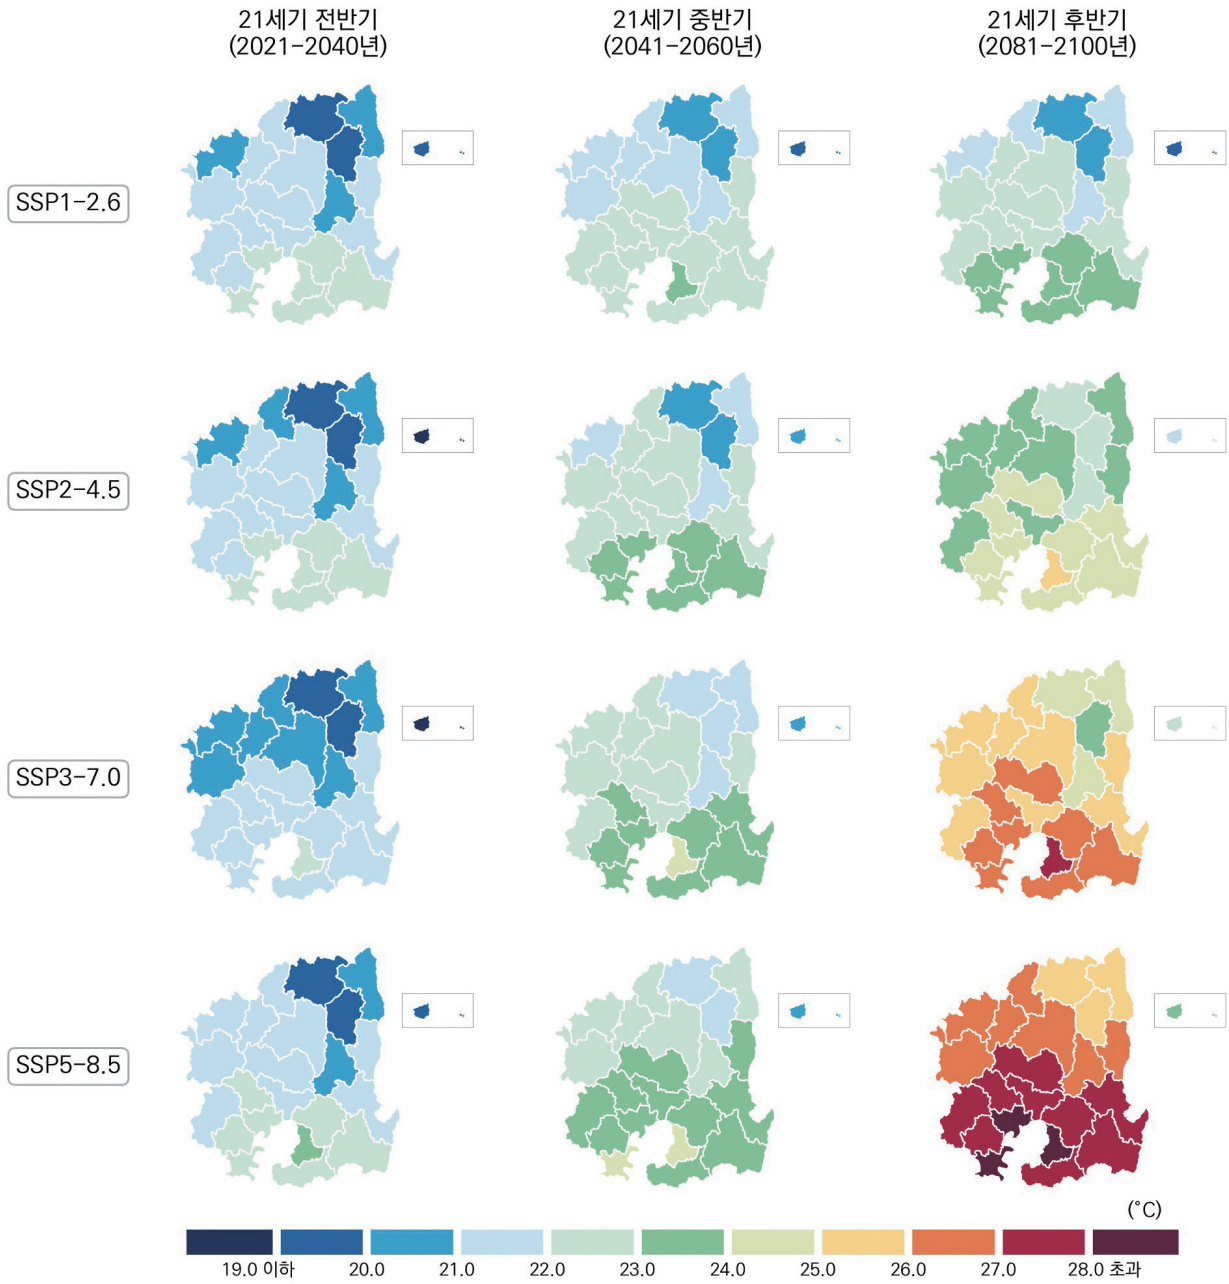 21세기 전반기
(2021-2040년)
21세기 중반기
(2041-2060년)
21세기 후반기
(2081-2100년)
SSP1-2.6
SSP2-4.5
SSP3-7.0
SSP5-8.5
(°C)
19.0 이하 20.0 21.0 22.0 23.0 24.0 25.0 26.0 27.0 28.0 초과